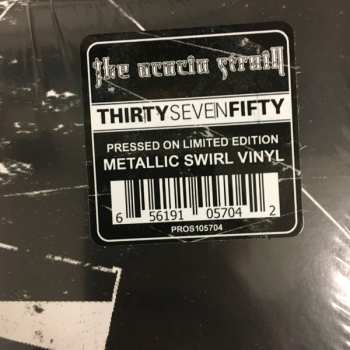 the acacia strain
THIRTYSEVENFIFTY
PRESSED ON LIMITED EDITION
METALLIC SWIRL VINYL
6 56191 05704 2
PROS105704